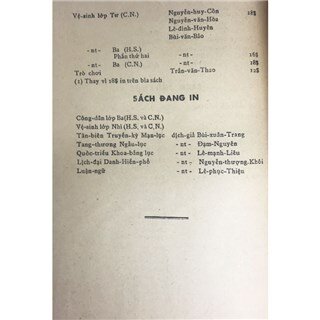 Vệ-sinh lớp Tư (C.N.) Nguyễn-huy-Côn 18$
Nguyễn-văn-Hòa
Lê-đình-Huyên
Bùi-văn-Bảo
-nt- Ba (H.S.)
Phần thứ hai -nt- 16$
-nt- Ba (C.N.) -nt- 18$
Trò chơi Trần-văn-Thao 12$
(1) Thay vì 18$ in trên bìa sách
SÁCH ĐANG IN
Công-dân lớp Ba (H.S. và C.N.)
Vệ-sinh lớp Nhì (H.S. và C.N.)
Tân-biên Truyền-kỳ Mạn-lục dịch-giả Bùi-xuân-Trang
Tang-thương Ngẫu-lục -nt- Đạm-Nguyên
Quốc-triều Khoa-bảng lục -nt- Lê-mạnh-Liêu
Lịch-đại Danh-Hiền-phổ -nt- Nguyễn-thượng-Khôi
Luận-ngữ -nt- Lê-phục-Thiện